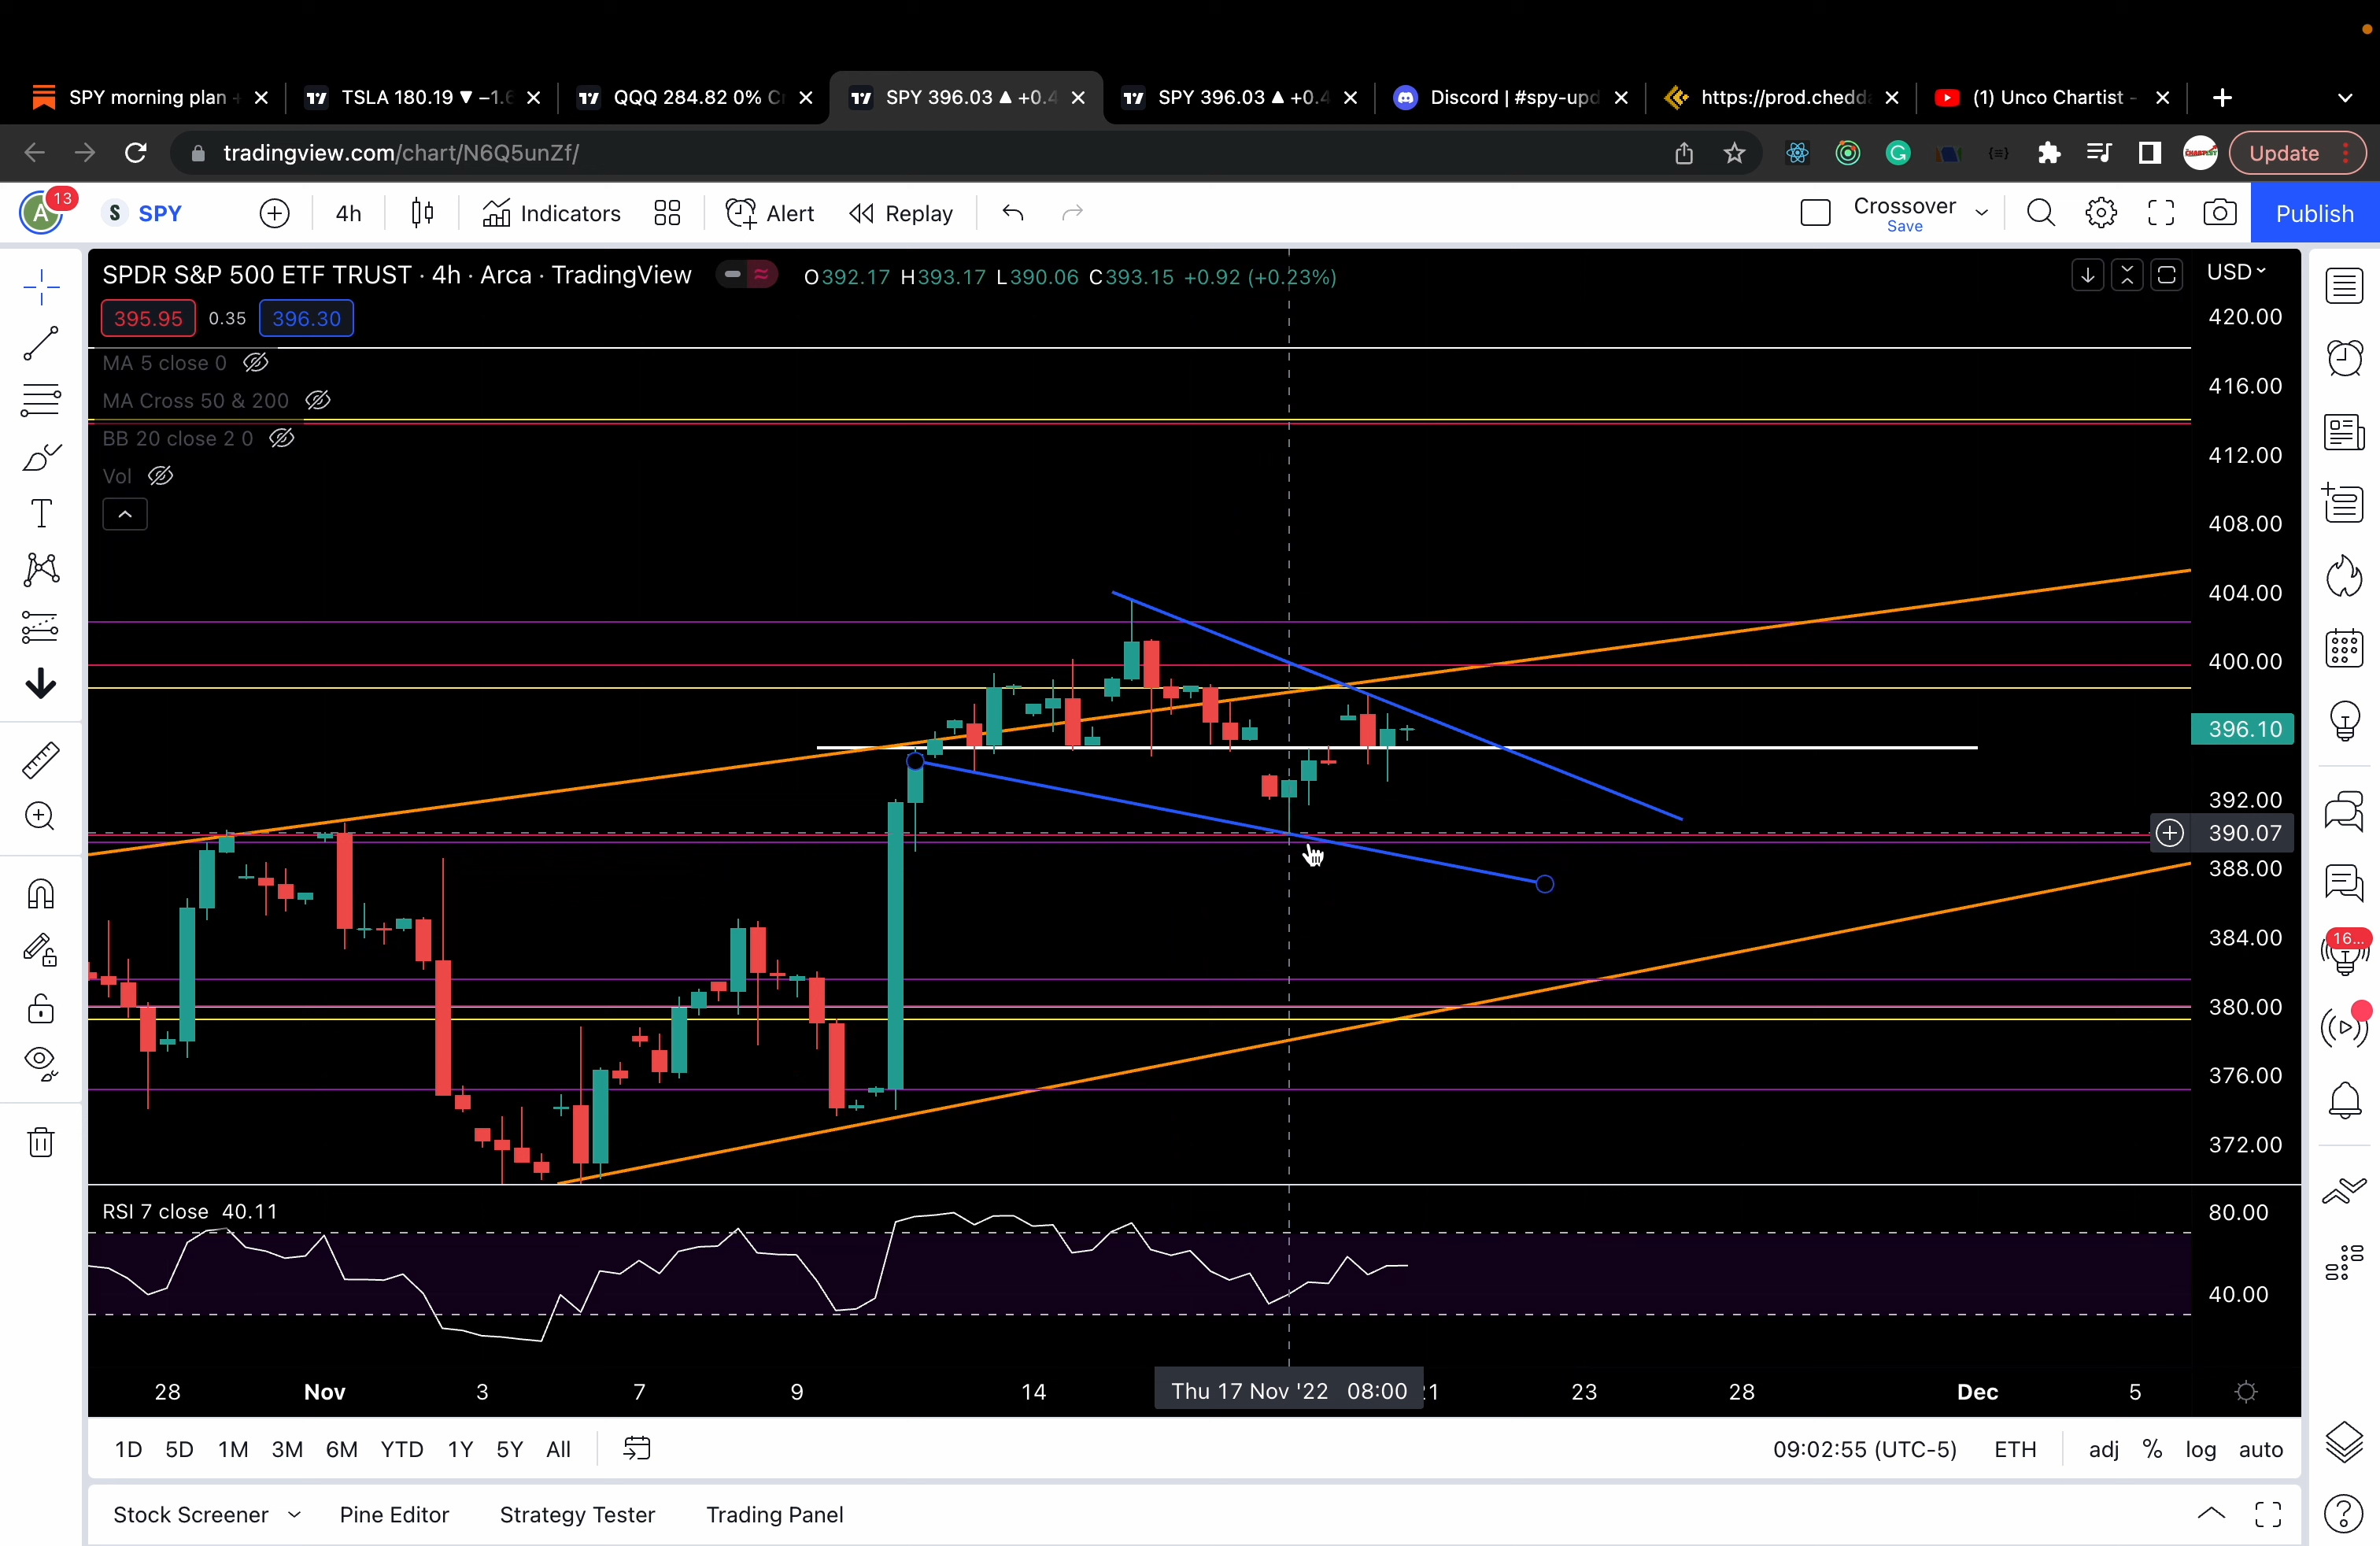 SPY morning plan
TSLA 180.19 ▼ −1.6
QQQ 284.82 0%
SPY 396.03 ▲ +0.4
SPY 396.03 ▲ +0.4
Discord | #spy-upd
https://prod.chedda
(1) Unco Chartist -
tradingview.com/chart/N6Q5unZf/
Update
A
13
S SPY
4h
Indicators
Alert
Replay
Crossover
Save
Publish
SPDR S&P 500 ETF TRUST · 4h · Arca · TradingView
O392.17 H393.17 L390.06 C393.15 +0.92 (+0.23%)
USD
395.95 0.35 396.30
MA 5 close 0
MA Cross 50 & 200
BB 20 close 2 0
Vol
420.00
416.00
412.00
408.00
404.00
400.00
396.10
392.00
390.07
388.00
384.00
380.00
376.00
372.00
16...
RSI 7 close 40.11
80.00
40.00
28 Nov 3 7 9 14 Thu 17 Nov '22 08:00 21 23 28 Dec 5
1D 5D 1M 3M 6M YTD 1Y 5Y All
09:02:55 (UTC-5) ETH adj % log auto
Stock Screener Pine Editor Strategy Tester Trading Panel